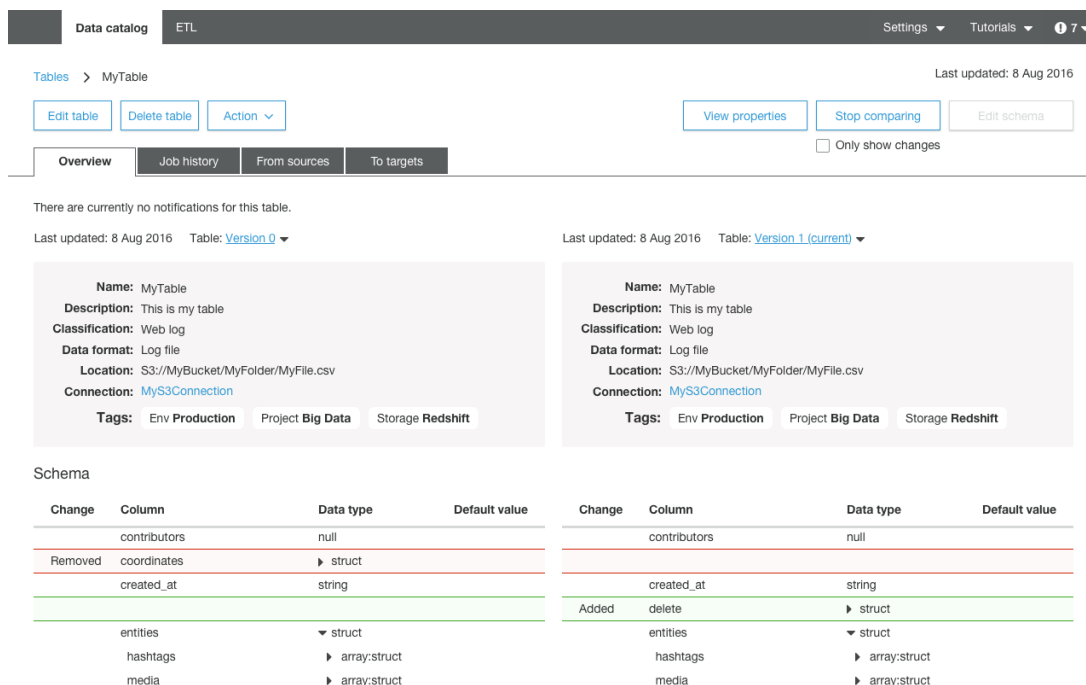 Data catalog ETL Settings Tutorials 7
Tables > MyTable Last updated: 8 Aug 2016
Edit table Delete table Action View properties Stop comparing Edit schema
Only show changes
Overview Job history From sources To targets
There are currently no notifications for this table.
Last updated: 8 Aug 2016 Table: Version 0 Last updated: 8 Aug 2016 Table: Version 1 (current)
Name: MyTable Name: MyTable
Description: This is my table Description: This is my table
Classification: Web log Classification: Web log
Data format: Log file Data format: Log file
Location: S3://MyBucket/MyFolder/MyFile.csv Location: S3://MyBucket/MyFolder/MyFile.csv
Connection: MyS3Connection Connection: MyS3Connection
Tags: Env Production Project Big Data Storage Redshift Tags: Env Production Project Big Data Storage Redshift
Schema
Change Column Data type Default value Change Column Data type Default value
contributors null contributors null
Removed coordinates struct
created_at string created_at string
Added delete struct
entities struct entities struct
hashtags array:struct hashtags array:struct
media array:struct media array:struct